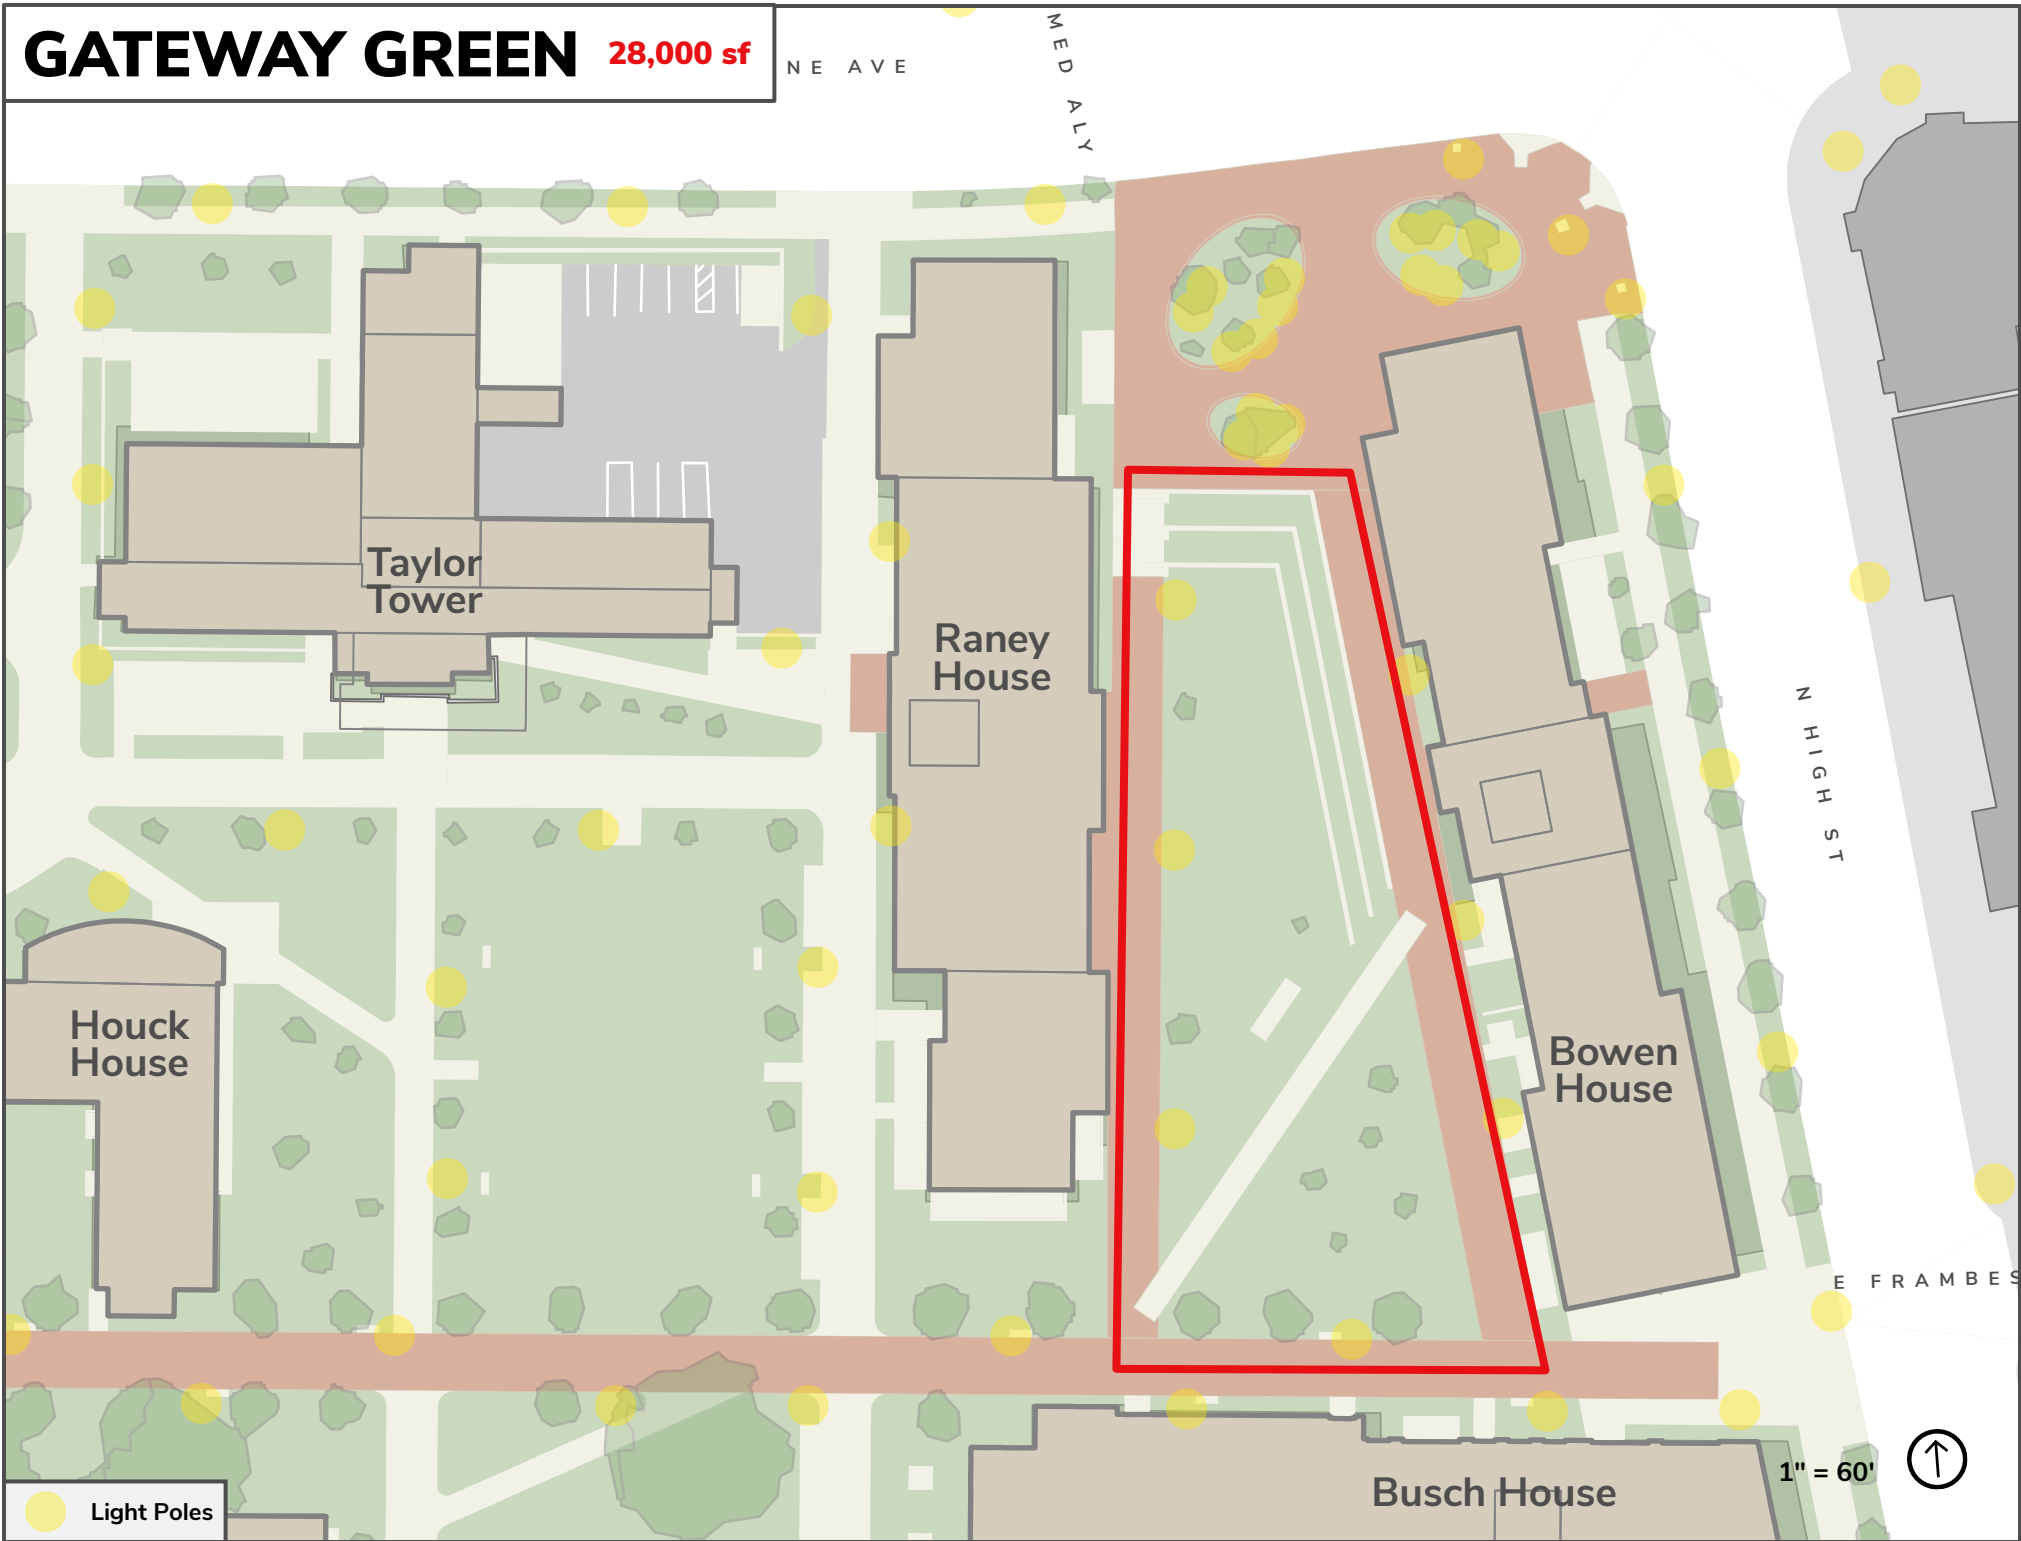 GATEWAY GREEN 28,000 sf
NE AVE
MED ALY
Taylor
Tower
Raney
House
N HIGH ST
Houck
House
Bowen
House
E FRAMBES
Busch House
1" = 60'
Light Poles